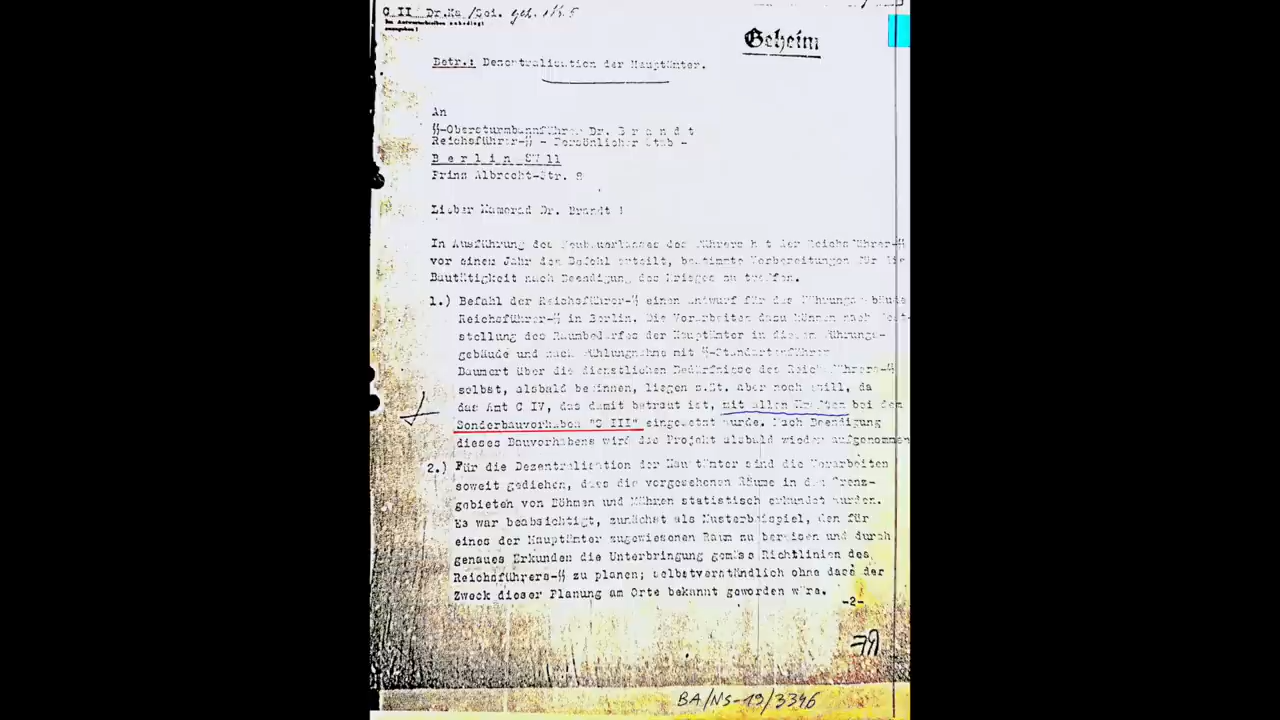 C II Dr.Ka /Soi. geh.
Im Antwortschreiben unbedingt
anzugeben!
Geheim
Betr.: Dezentralisation der Hauptämter.
An
SS-Obersturmbannführer Dr. B r a n d t
Reichsführer-SS - Persönlicher Stab -
B e r l i n SW 11
Prinz Albrecht-Str. 8
Lieber Kamerad Dr. Brandt !
In Ausführung des Neubauerlasses des Führers h t der Reichsführer-SS
vor einem Jahr den Befehl erteilt, bestimmte Vorbereitungen für die
Bautätigkeit nach Beendigung des Krieges zu treffen.
1.) Befahl der Reichsführer-SS einen Entwurf für das Führungsgebäude
Reichsführer-SS in Berlin. Die Vorarbeiten dazu können nach
stellung des Raumbedarfes der Hauptämter in diesem Führungs-
gebäude und nach Fühlungnahme mit SS-Standartenführer
Baumert über die dienstlichen Bedürfnisse des Reichsführers-SS
selbst, alsbald beginnen, liegen z.Zt. aber noch still, da
das Amt C IV, das damit betraut ist, mit allen Kräften bei dem
Sonderbauvorhaben "S III" eingesetzt wurde. Nach Beendigung
dieses Bauvorhabens wird das Projekt alsbald wieder aufgenommen
2.) Für die Dezentralisation der Hauptämter sind die Vorarbeiten
soweit gediehen, dass die vorgesehenen Räume in den Grenz-
gebieten von Böhmen und Mähren statistisch erkundet wurden.
Es war beabsichtigt, zunächst als Musterbeispiel, den für
eines der Hauptämter zugewiesenen Raum zu bereisen und durch
genaues Erkunden die Unterbringung gemäss Richtlinien des
Reichsführers-SS zu planen; selbstverständlich ohne dass der
Zweck dieser Planung am Orte bekannt geworden wäre.
-2-
BA/NS-19/3346